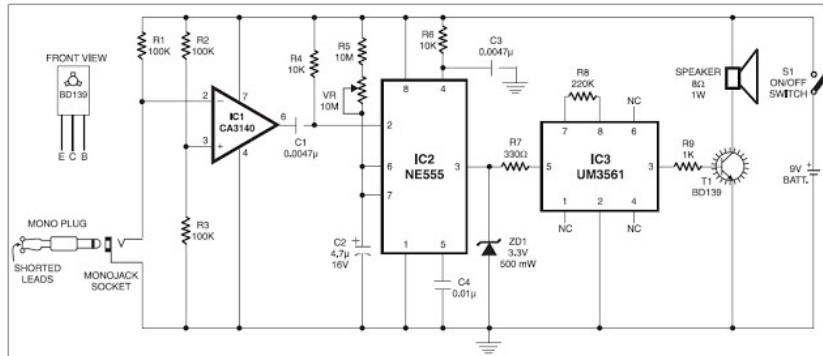 FRONT VIEW
BD139
E C B
R1
100K
R2
100K
R3
100K
MONO PLUG
SHORTED
LEADS
MONOJACK
SOCKET
2
3
7
4
6
−
+
IC1
CA3140
C1
0.0047µ
R4
10K
R5
10M
VR
10M
C2
4.7µ
16V
+
R6
10K
C3
0.0047µ
8
4
2
6
7
3
1
5
IC2
NE555
C4
0.01µ
R7
330Ω
ZD1
3.3V
500 mW
R8
220K
NC
7
8
6
5
3
1
2
4
IC3
UM3561
NC
NC
R9
1K
T1
BD139
SPEAKER
8Ω
1W
S1
ON/OFF
SWITCH
9V
BATT.
+